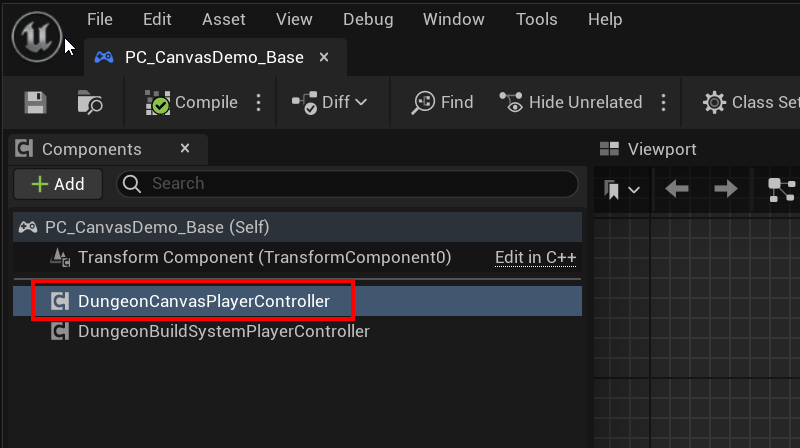 File Edit Asset View Debug Window Tools Help
PC_CanvasDemo_Base
Compile Diff Find Hide Unrelated Class Set
Components Viewport
Add Search
PC_CanvasDemo_Base (Self)
Transform Component (TransformComponent0) Edit in C++
DungeonCanvasPlayerController
DungeonBuildSystemPlayerController